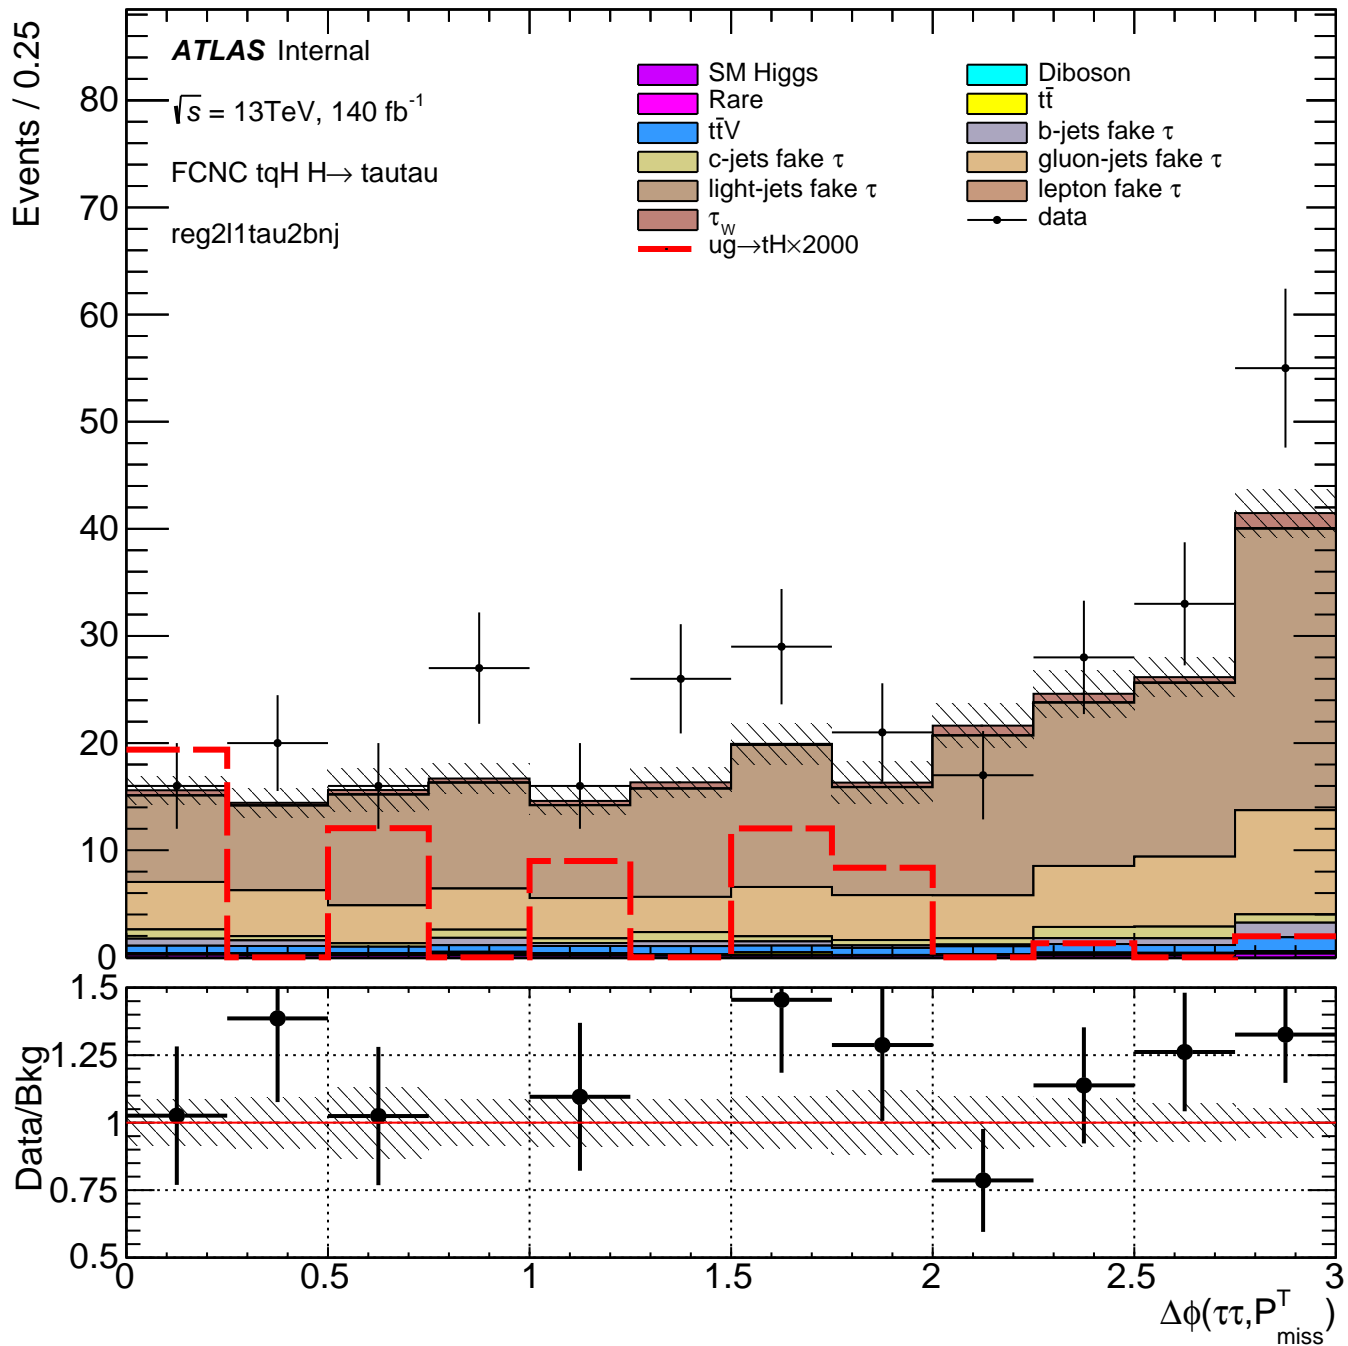 Events / 0.25
ATLAS Internal
√s = 13TeV, 140 fb⁻¹
FCNC tqH H→ tautau
reg2l1tau2bnj
SM Higgs
Rare
tt̄V
c-jets fake τ
light-jets fake τ
τ_W
ug→tH×2000
Diboson
tt̄
b-jets fake τ
gluon-jets fake τ
lepton fake τ
data
80
70
60
50
40
30
20
10
0
Data/Bkg
1.5
1.25
1
0.75
0.5
0 0.5 1 1.5 2 2.5 3
Δϕ(ττ,P^T_miss)